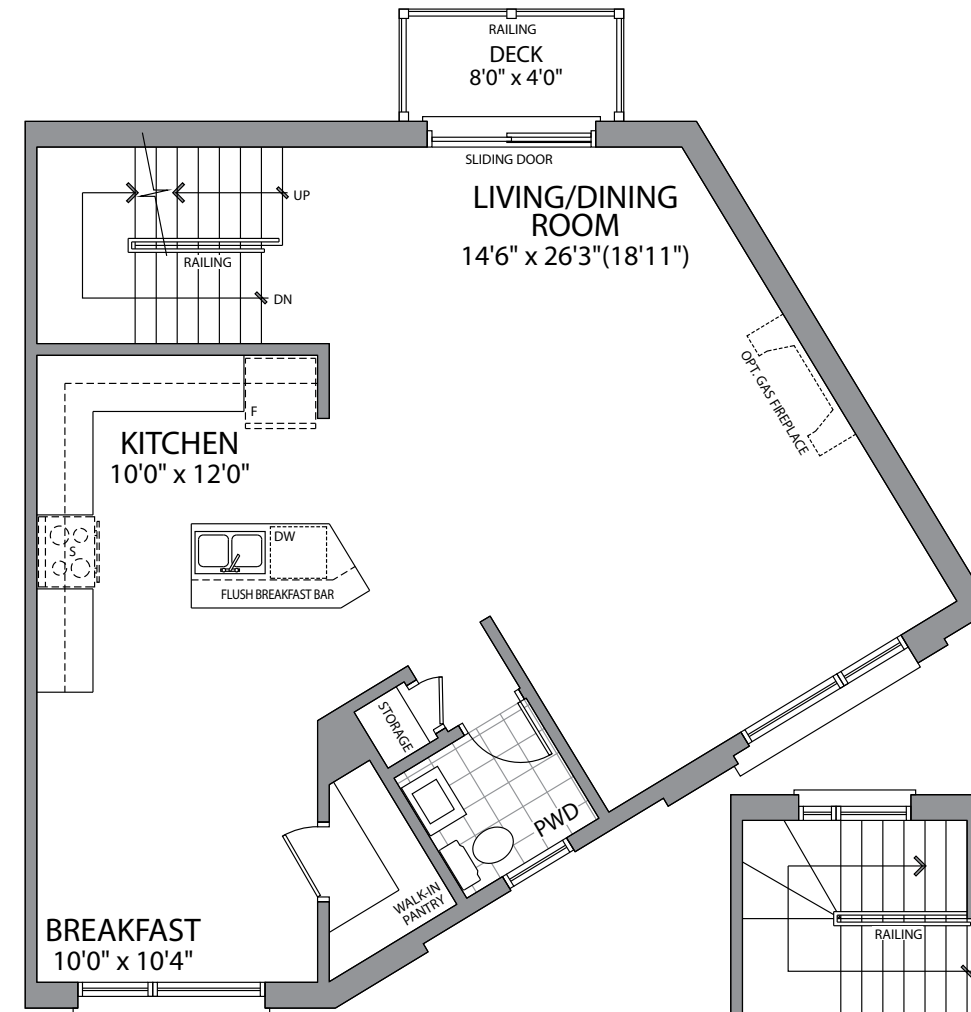 RAILING
DECK
8'0" x 4'0"
SLIDING DOOR
LIVING/DINING
ROOM
14'6" x 26'3"(18'11")
UP
RAILING
DN
OPT. GAS FIREPLACE
F
KITCHEN
10'0" x 12'0"
S
DW
FLUSH BREAKFAST BAR
STORAGE
PWD
WALK-IN
PANTRY
BREAKFAST
10'0" x 10'4"
RAILING